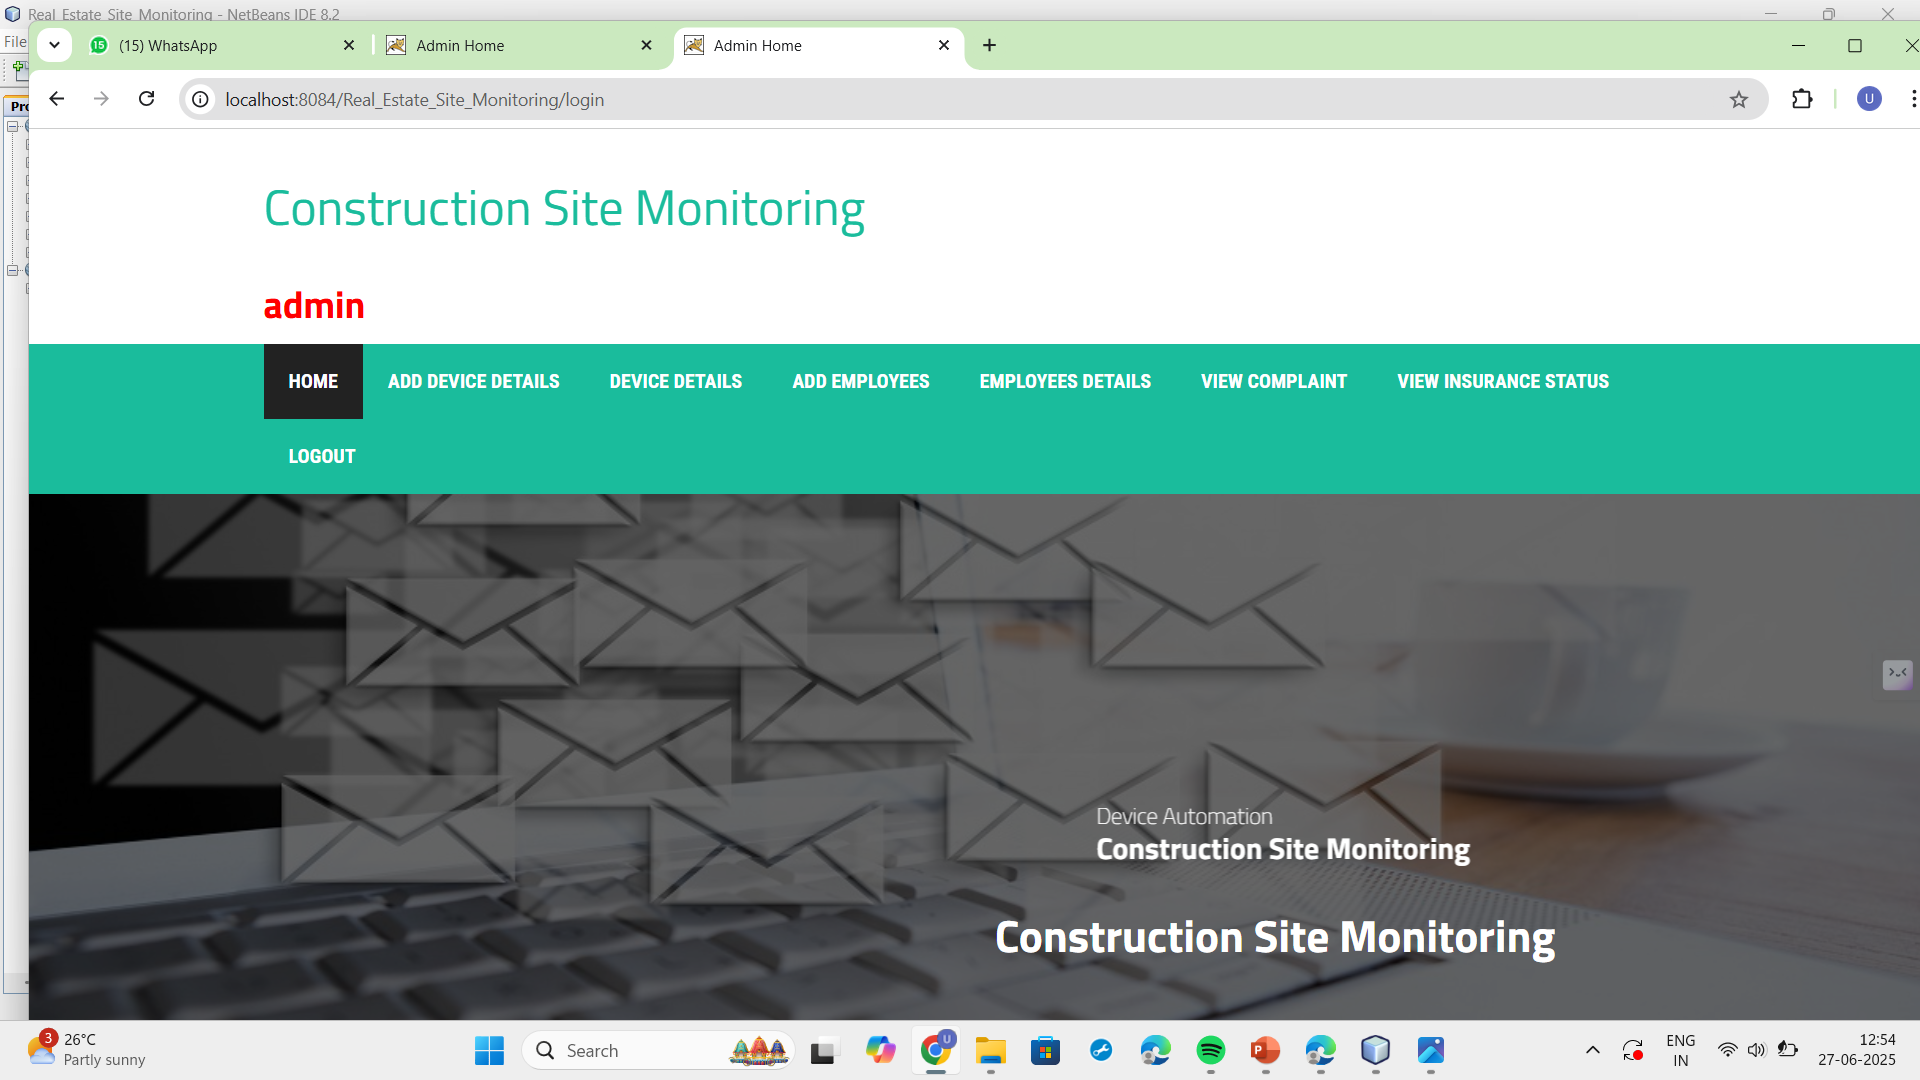 Real_Estate_Site_Monitoring - NetBeans IDE 8.2
File
15 (15) WhatsApp
Admin Home
Admin Home
localhost:8084/Real_Estate_Site_Monitoring/login
U
Construction Site Monitoring
admin
HOME
ADD DEVICE DETAILS
DEVICE DETAILS
ADD EMPLOYEES
EMPLOYEES DETAILS
VIEW COMPLAINT
VIEW INSURANCE STATUS
LOGOUT
Device Automation
Construction Site Monitoring
Construction Site Monitoring
3
26°C
Partly sunny
Search
U
P
ENG
IN
12:54
27-06-2025